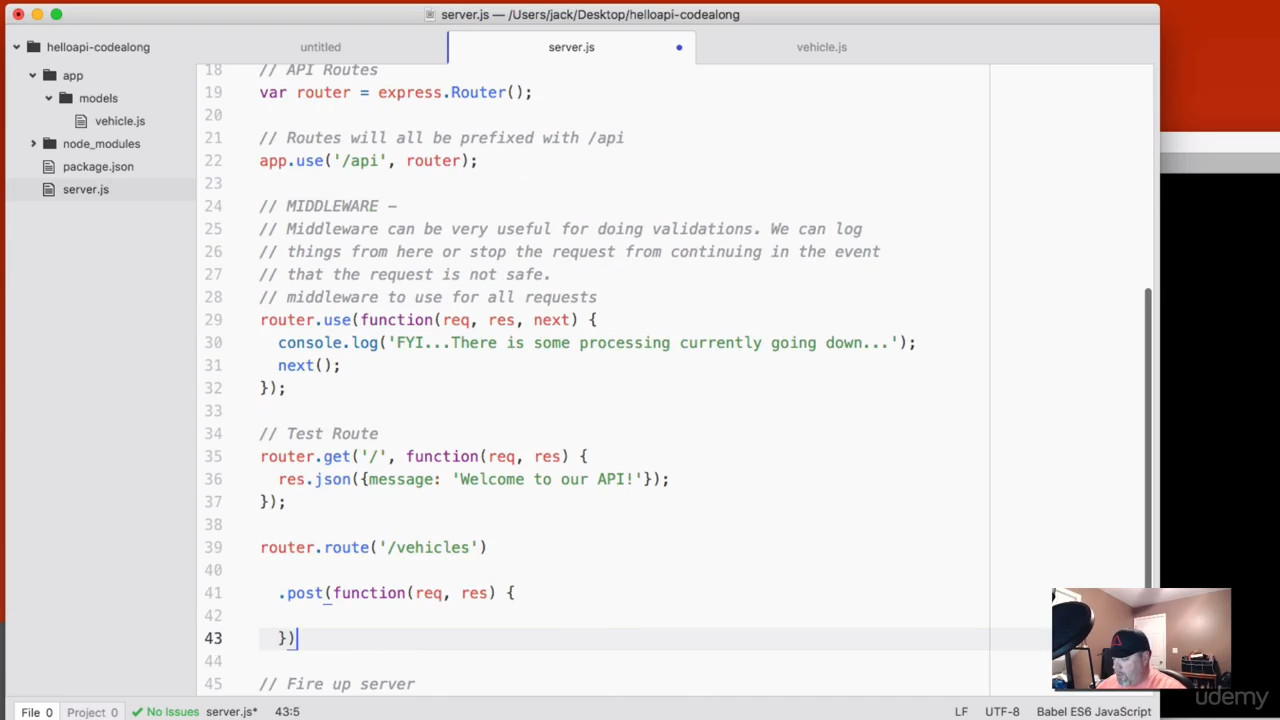 server.js — /Users/jack/Desktop/helloapi-codealong
helloapi-codealong
untitled
server.js
vehicle.js
app
models
vehicle.js
node_modules
package.json
server.js
18 // API Routes
19 var router = express.Router();
20
21 // Routes will all be prefixed with /api
22 app.use('/api', router);
23
24 // MIDDLEWARE -
25 // Middleware can be very useful for doing validations. We can log
26 // things from here or stop the request from continuing in the event
27 // that the request is not safe.
28 // middleware to use for all requests
29 router.use(function(req, res, next) {
30 console.log('FYI...There is some processing currently going down...');
31 next();
32 });
33
34 // Test Route
35 router.get('/', function(req, res) {
36 res.json({message: 'Welcome to our API!'});
37 });
38
39 router.route('/vehicles')
40
41 .post(function(req, res) {
42
43 })
44
45 // Fire up server
File 0 Project 0 No Issues server.js* 43:5 LF UTF-8 Babel ES6 JavaScript
udemy